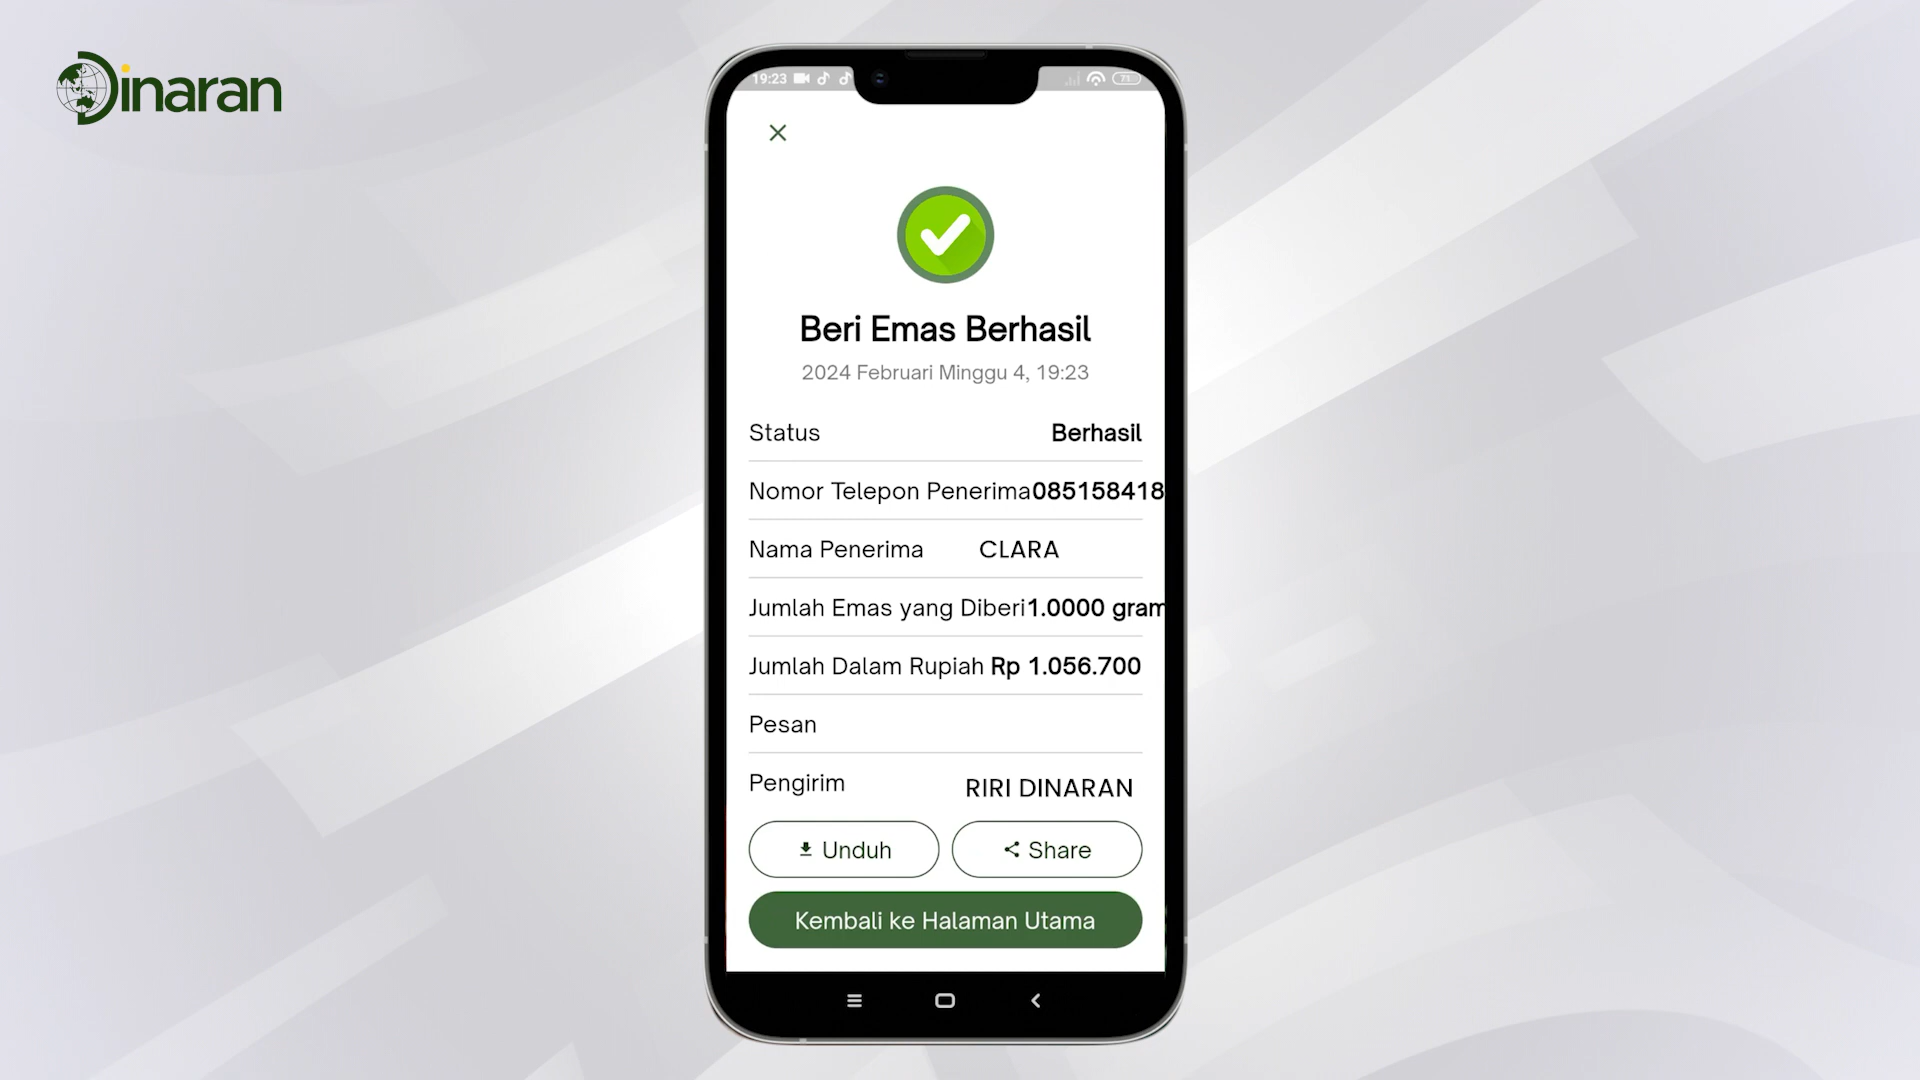 Dinaran
19:23
71
Beri Emas Berhasil
2024 Februari Minggu 4, 19:23
Status Berhasil
Nomor Telepon Penerima 085158418
Nama Penerima CLARA
Jumlah Emas yang Diberi 1.0000 gram
Jumlah Dalam Rupiah Rp 1.056.700
Pesan
Pengirim RIRI DINARAN
Unduh Share
Kembali ke Halaman Utama